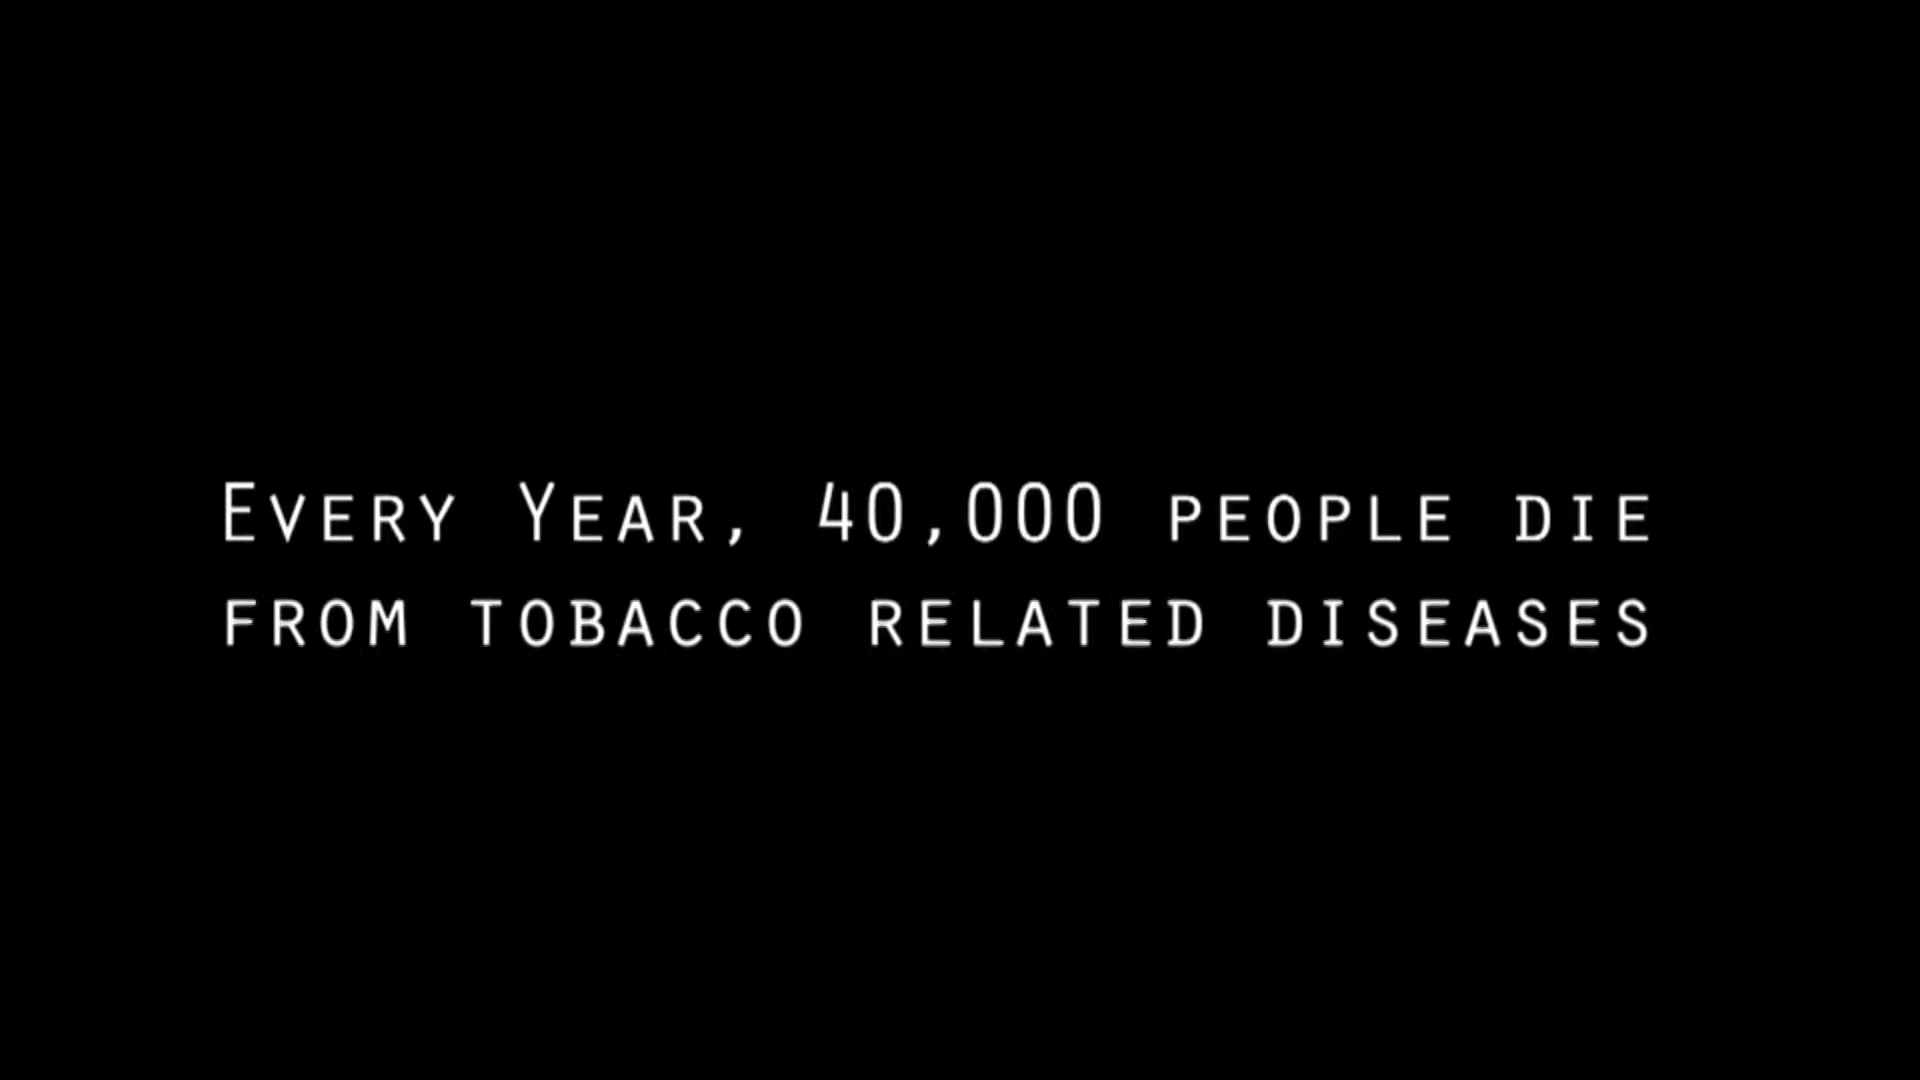 Every Year, 40,000 people die
from tobacco related diseases